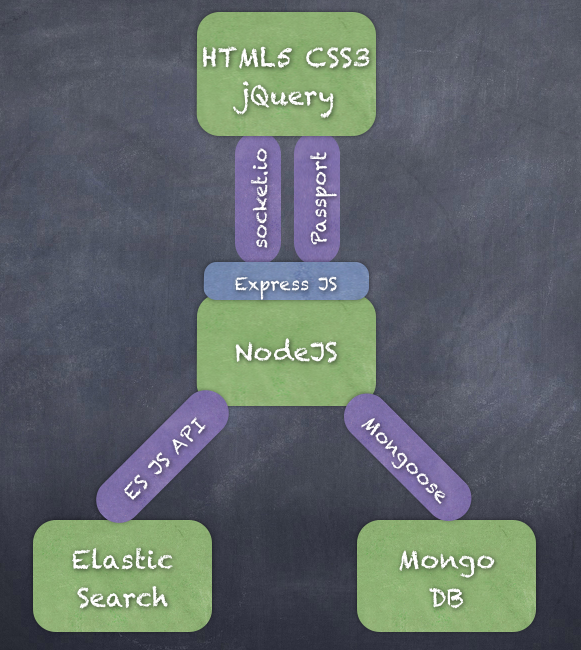 HTML5 CSS3
jQuery
socket.io
Passport
Express JS
NodeJS
ES JS API
Mongoose
Elastic
Search
Mongo
DB